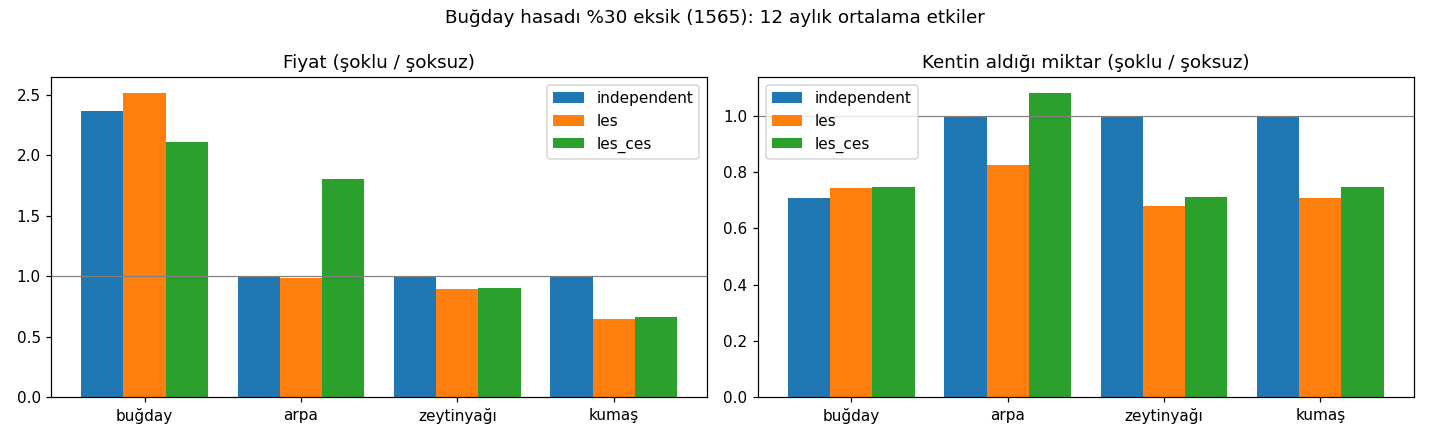 Buğday hasadı %30 eksik (1565): 12 aylık ortalama etkiler
Fiyat (şoklu / şoksuz)
2.5
2.0
1.5
1.0
0.5
0.0
independent
les
les_ces
buğday
arpa
zeytinyağı
kumaş
Kentin aldığı miktar (şoklu / şoksuz)
1.0
0.8
0.6
0.4
0.2
0.0
independent
les
les_ces
buğday
arpa
zeytinyağı
kumaş